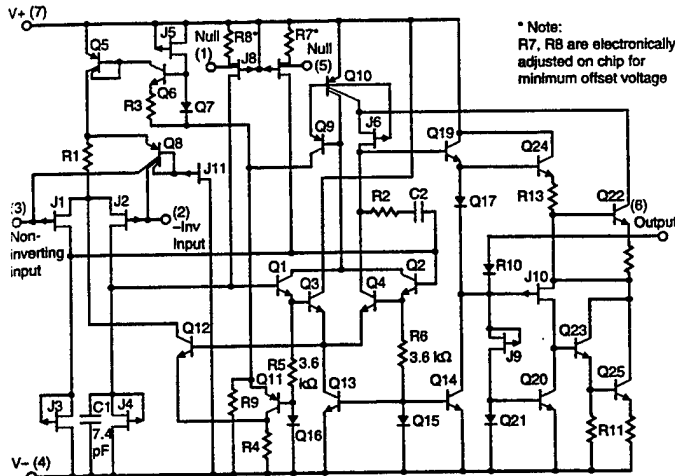 V+ (7)
Q5
J5
Q6
R3
Q7
Null
(1)
R8*
J8
R7*
Null
(5)
* Note:
R7, R8 are electronically
adjusted on chip for
minimum offset voltage
Q10
Q9
J6
Q19
Q24
R13
Q22
(6)
Output
R1
Q8
J11
J1
J2
(3)
Non-
inverting
input
(2)
–Inv
Input
R2
C2
Q17
R10
J10
Q1
Q3
Q4
Q2
Q12
R5
3.6
kΩ
R6
3.6 kΩ
J9
Q23
J3
C1
7.4
pF
J4
Q11
R9
R4
Q16
Q13
Q15
Q14
Q21
Q20
Q25
R11
V– (4)